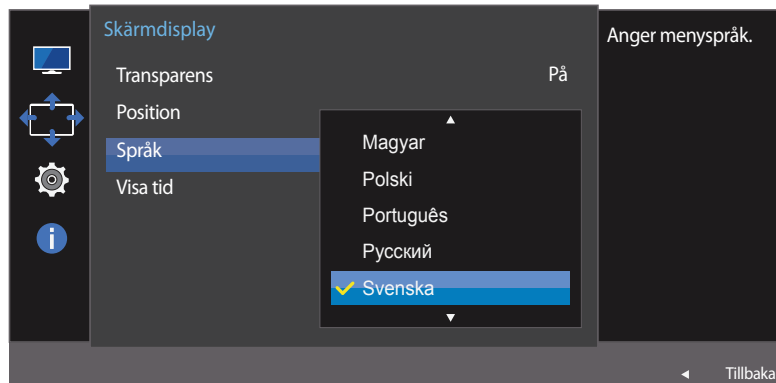 Skärmdisplay
Anger menyspråk.
Transparens
På
Position
Språk
Visa tid
Magyar
Polski
Português
Русский
Svenska
Tillbaka